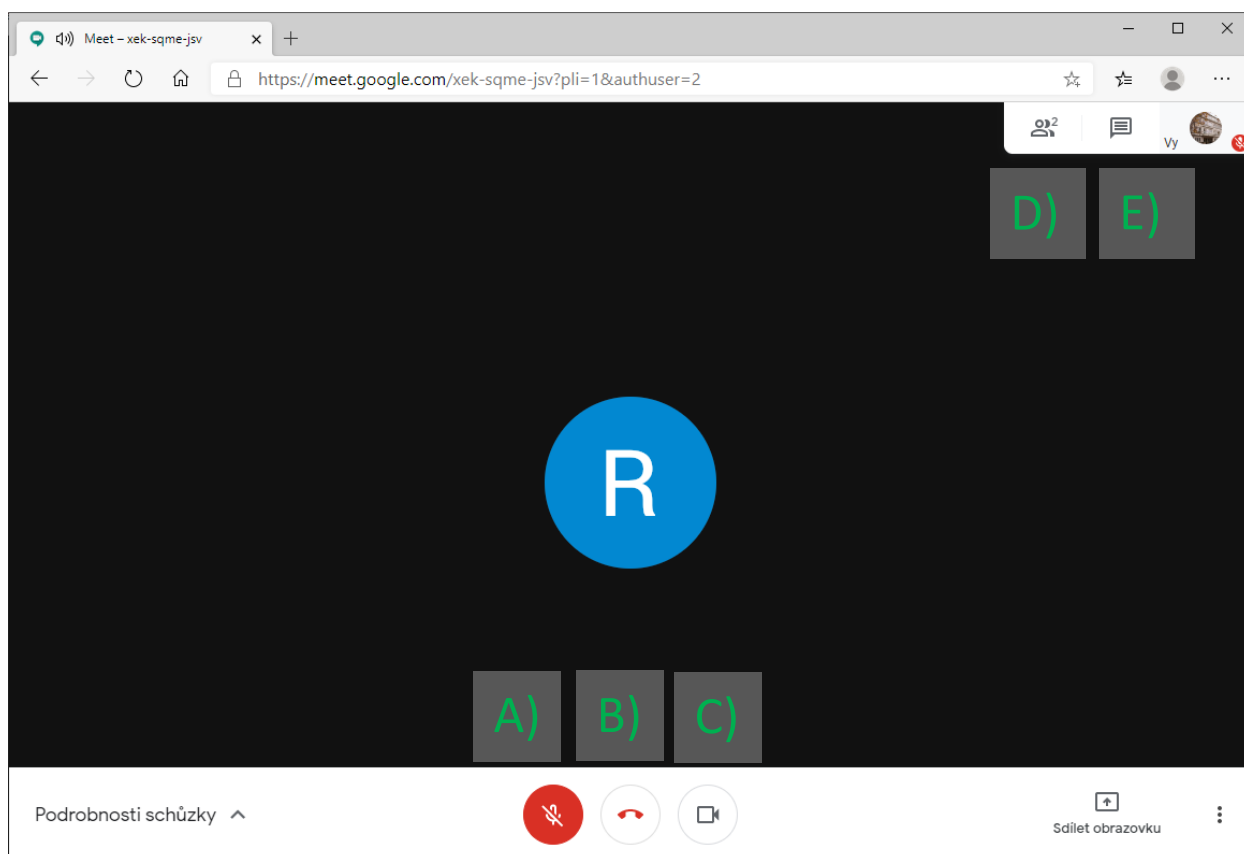 Meet – xek-sqme-jsv
https://meet.google.com/xek-sqme-jsv?pli=1&authuser=2
2
Vy
D) E)
R
A) B) C)
Podrobnosti schůzky
Sdílet obrazovku